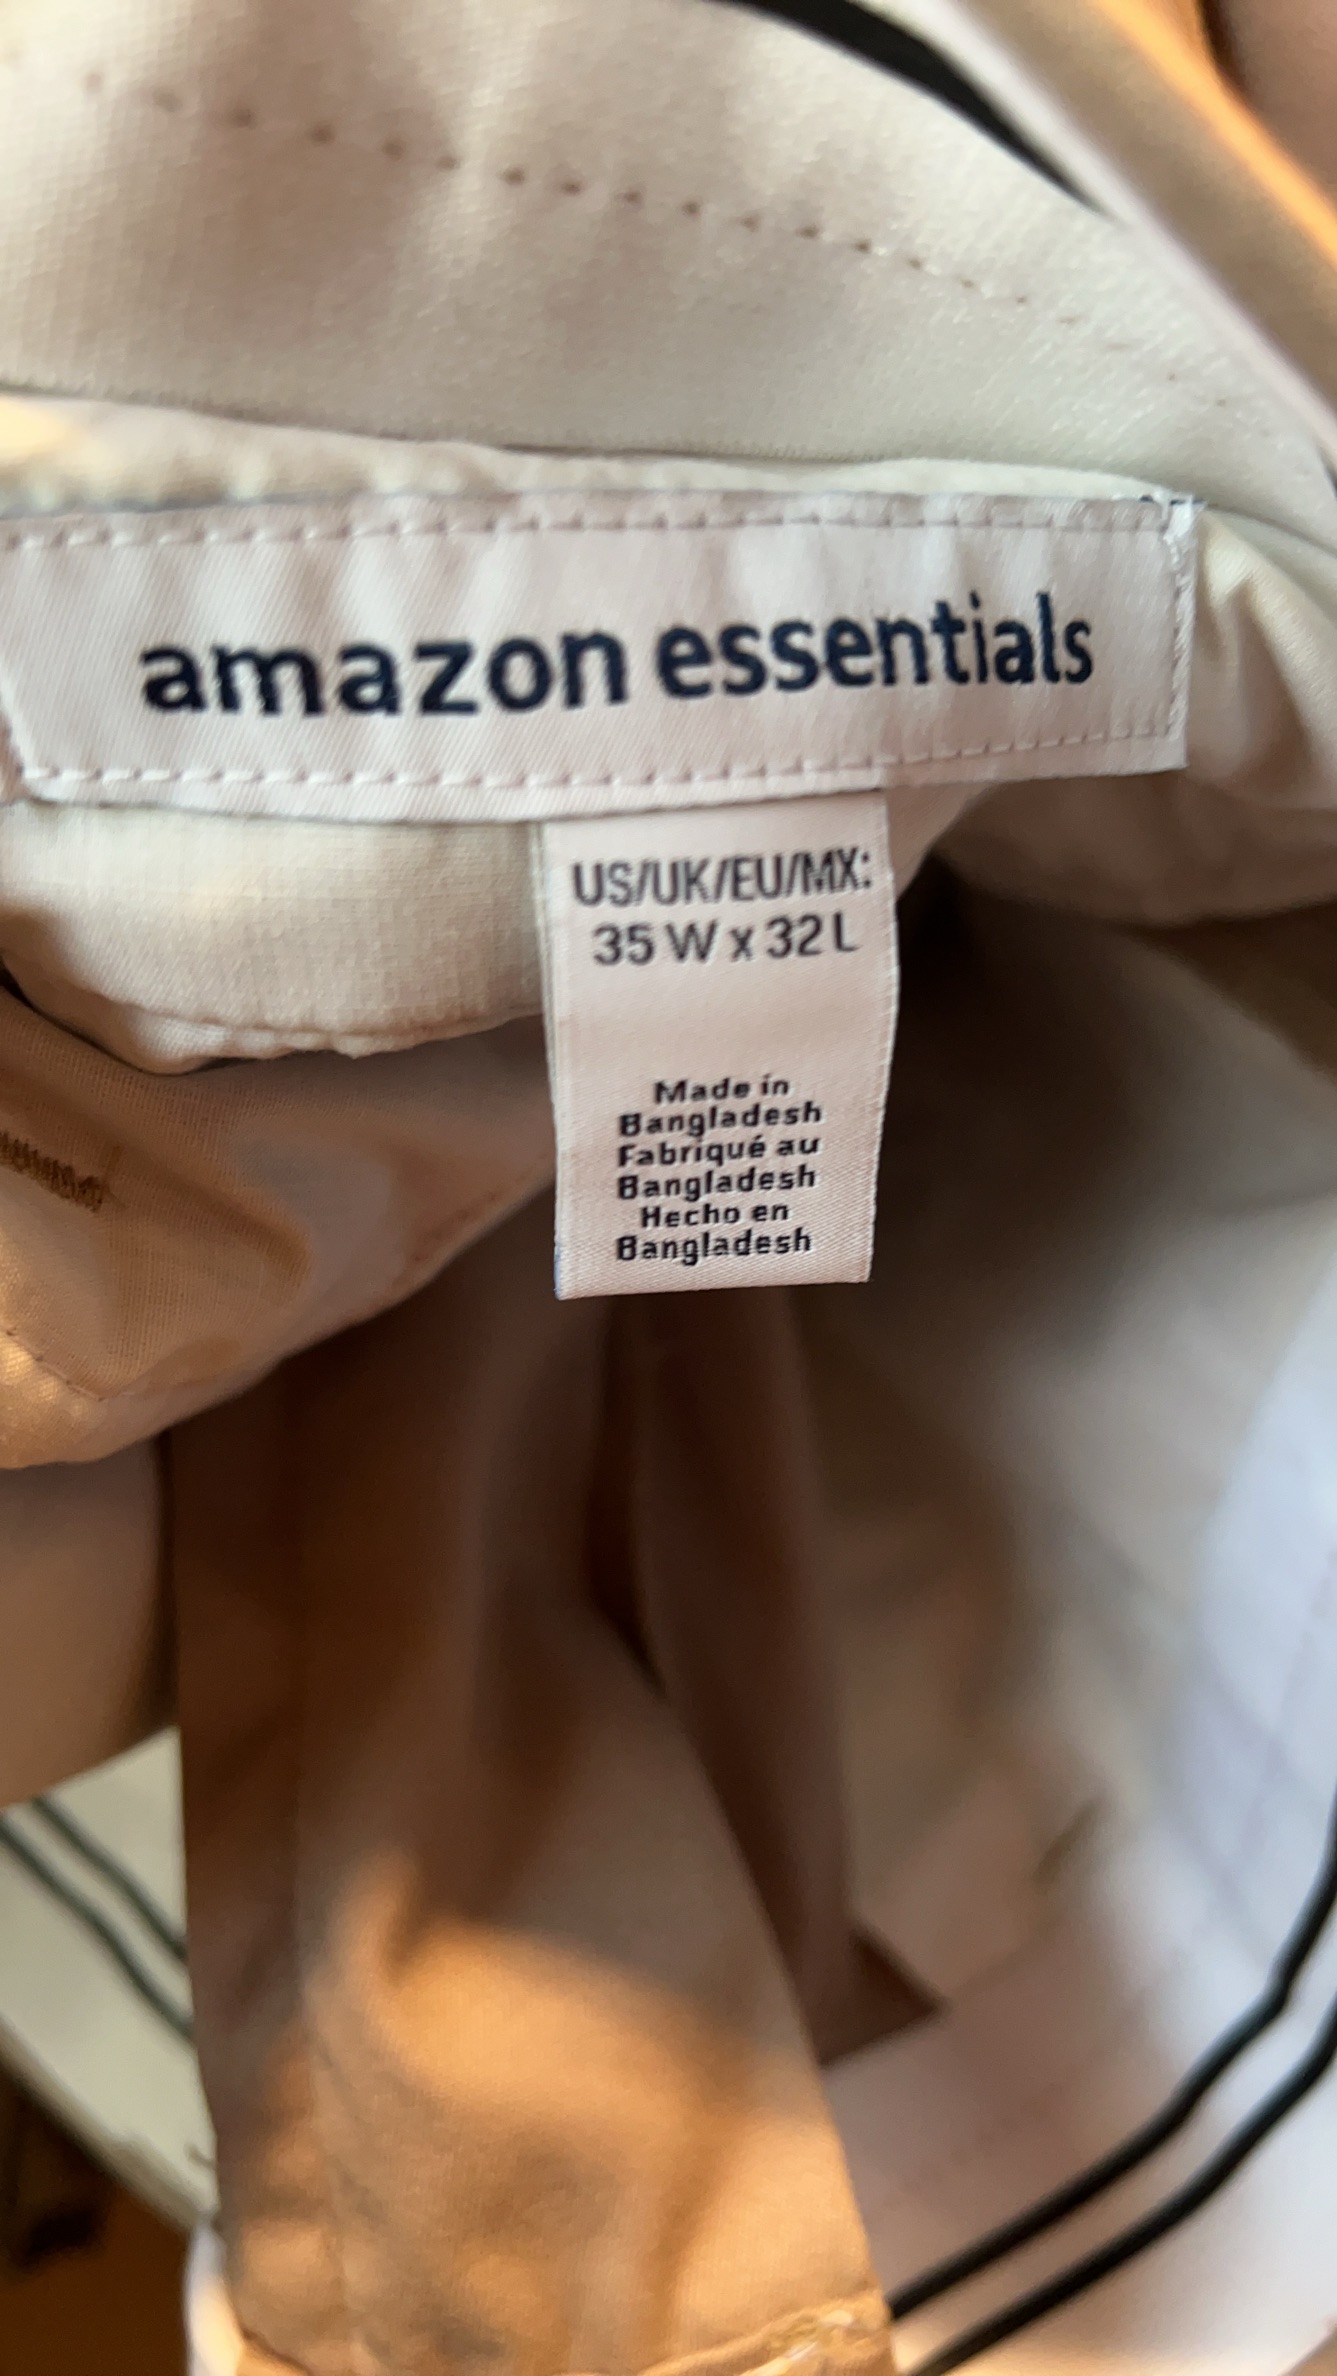 amazon essentials
US/UK/EU/MX:
35 W x 32 L
Made in
Bangladesh
Fabriqué au
Bangladesh
Hecho en
Bangladesh